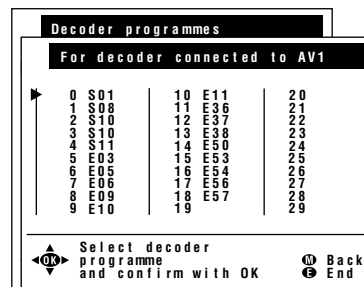 Decoder programmes
For decoder connected to AV1
0 S01 10 E11 20
1 S08 11 E36 21
2 S10 12 E37 22
3 S10 13 E38 23
4 S11 14 E50 24
5 E03 15 E53 25
6 E05 16 E54 26
7 E06 17 E56 27
8 E09 18 E57 28
9 E10 19 29
Select decoder
OK programme M Back
and confirm with OK E End